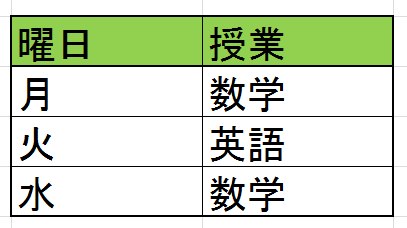 曜日 授業
月 数学
火 英語
水 数学